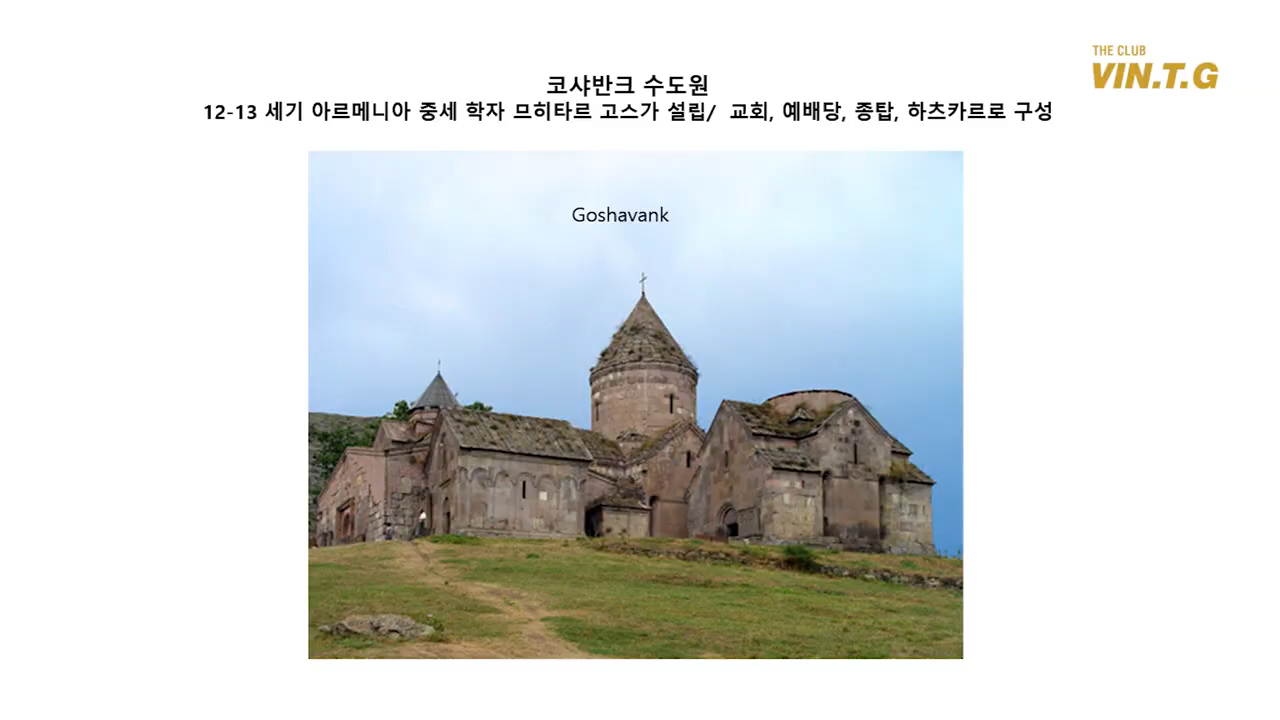 THE CLUB
VIN.T.G
코샤반크 수도원
12-13 세기 아르메니아 중세 학자 므히타르 고스가 설립/ 교회, 예배당, 종탑, 하츠카르로 구성
Goshavank